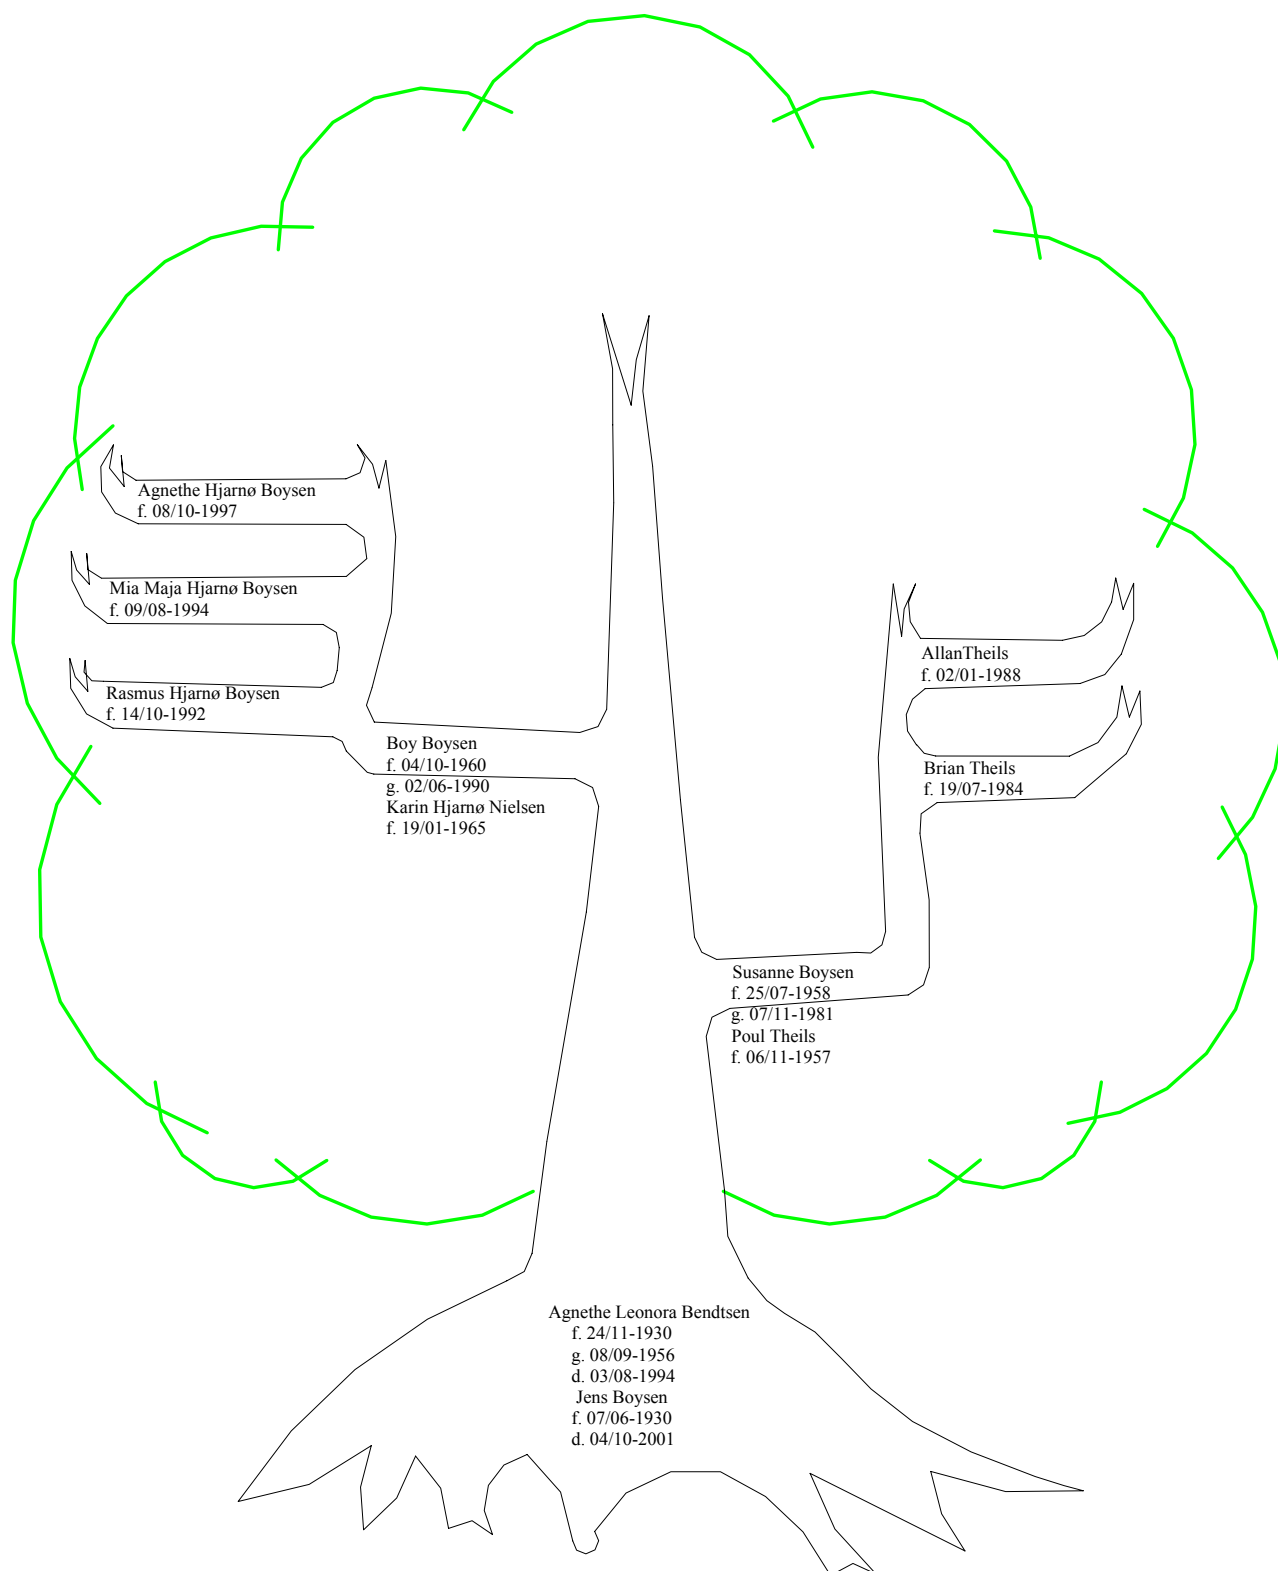 Agnethe Hjarnø Boysen
f. 08/10-1997
Mia Maja Hjarnø Boysen
f. 09/08-1994
Rasmus Hjarnø Boysen
f. 14/10-1992
Boy Boysen
f. 04/10-1960
g. 02/06-1990
Karin Hjarnø Nielsen
f. 19/01-1965
AllanTheils
f. 02/01-1988
Brian Theils
f. 19/07-1984
Susanne Boysen
f. 25/07-1958
g. 07/11-1981
Poul Theils
f. 06/11-1957
Agnethe Leonora Bendtsen
f. 24/11-1930
g. 08/09-1956
d. 03/08-1994
Jens Boysen
f. 07/06-1930
d. 04/10-2001